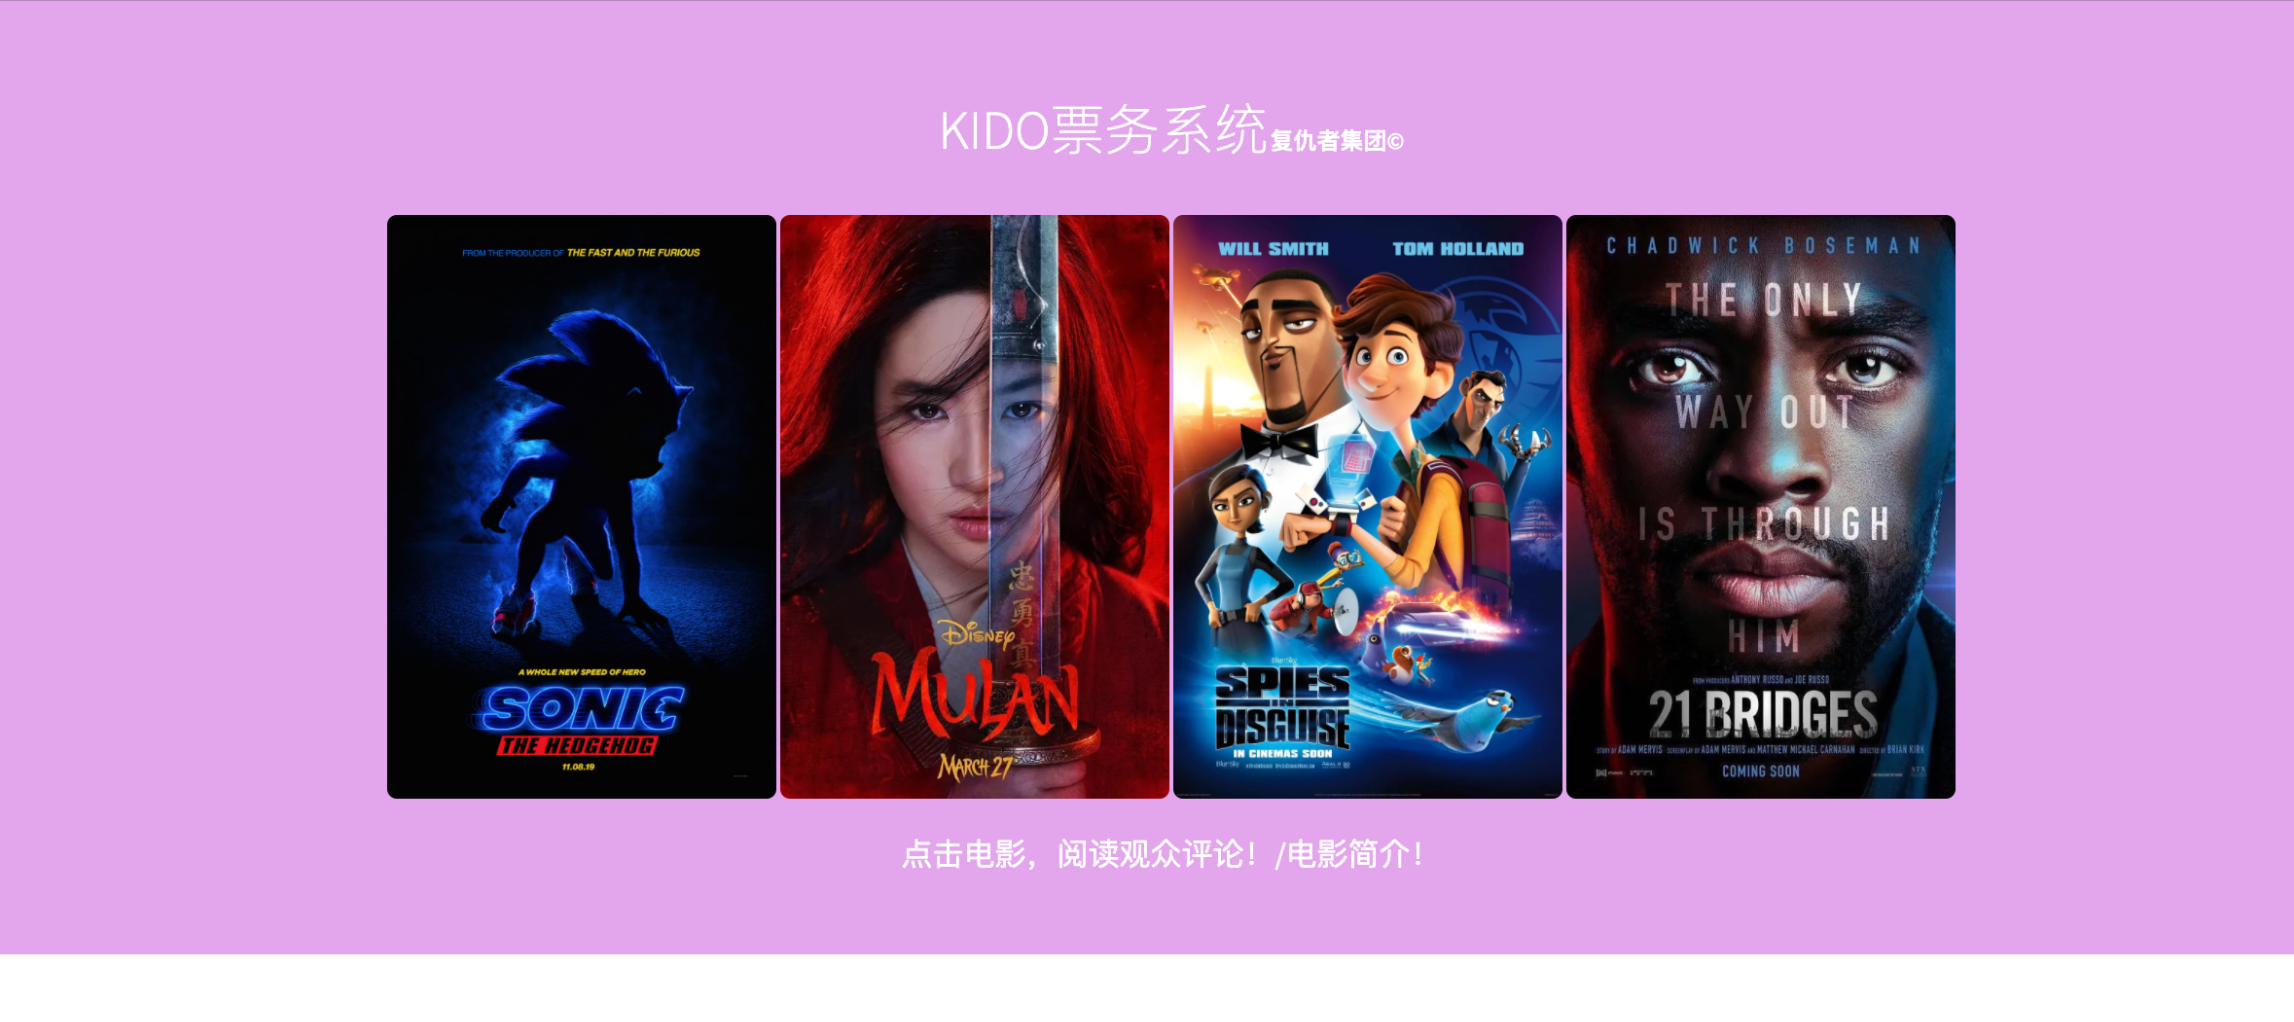 KIDO票务系统 复仇者集团©
FROM THE PRODUCER OF THE FAST AND THE FURIOUS
A WHOLE NEW SPEED OF HERO
SONIC
THE HEDGEHOG
11.08.19
忠
勇
真
DISNEY
MULAN
MARCH 27
WILL SMITH TOM HOLLAND
BlueSky
SPIES
IN
DISGUISE
IN CINEMAS SOON
BlueSky
CHADWICK BOSEMAN
THE ONLY
WAY OUT
IS THROUGH
HIM
FROM PRODUCERS ANTHONY RUSSO AND JOE RUSSO
21 BRIDGES
STORY BY ADAM MERVIS SCREENPLAY BY ADAM MERVIS AND MATTHEW MICHAEL CARNAHAN DIRECTED BY BRIAN KIRK
COMING SOON
STX
点击电影，阅读观众评论！/电影简介！